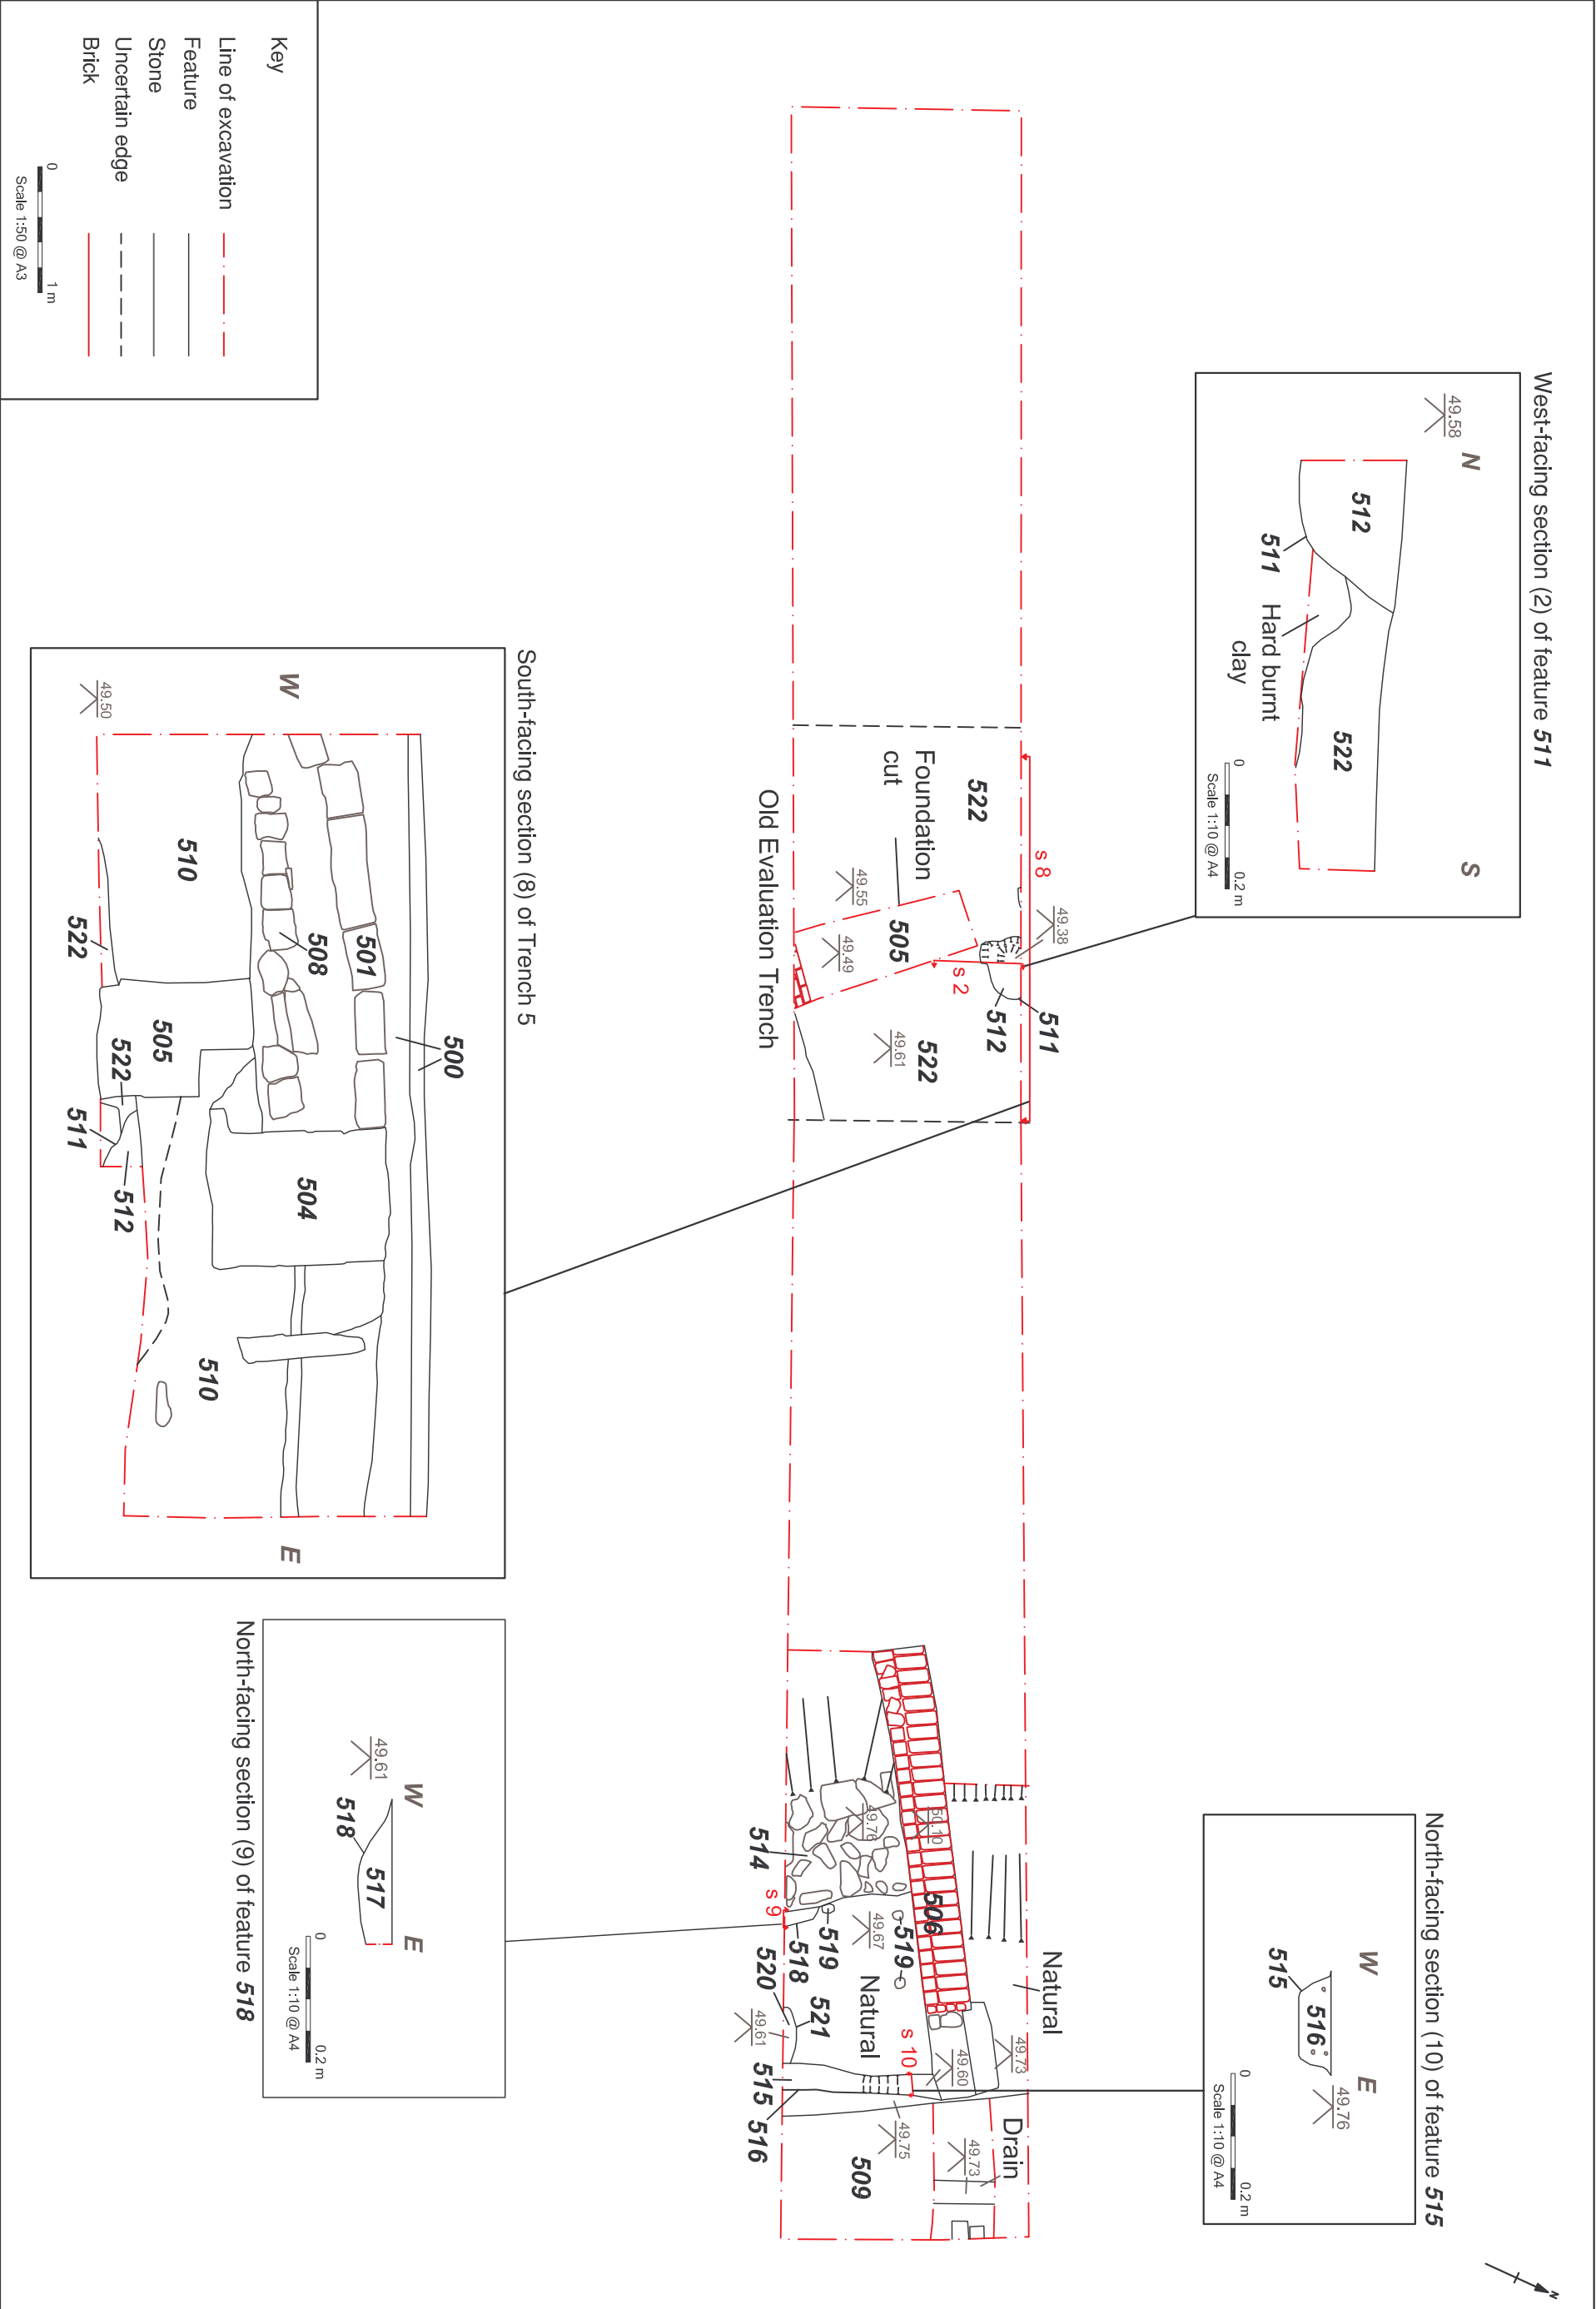 West-facing section (2) of feature 511
N
S
49.58
512
511
Hard burnt
clay
522
0
0.2 m
Scale 1:10 @ A4
North-facing section (10) of feature 515
W
E
515
516
49.76
0
0.2 m
Scale 1:10 @ A4
N
s 8
49.38
511
512
522
Foundation
cut
s 2
505
49.55
49.49
522
49.61
Old Evaluation Trench
Natural
506
50.10
49.76
514
s 9
519
519
49.67
518
Natural
520
521
49.61
s 10
49.60
49.73
515
516
49.75
Drain
49.73
509
South-facing section (8) of Trench 5
W
E
49.50
500
501
508
510
504
505
522
522
511
512
510
W
E
49.61
518
517
0
0.2 m
Scale 1:10 @ A4
North-facing section (9) of feature 518
Key
Line of excavation
Feature
Stone
Uncertain edge
Brick
0
1 m
Scale 1:50 @ A3